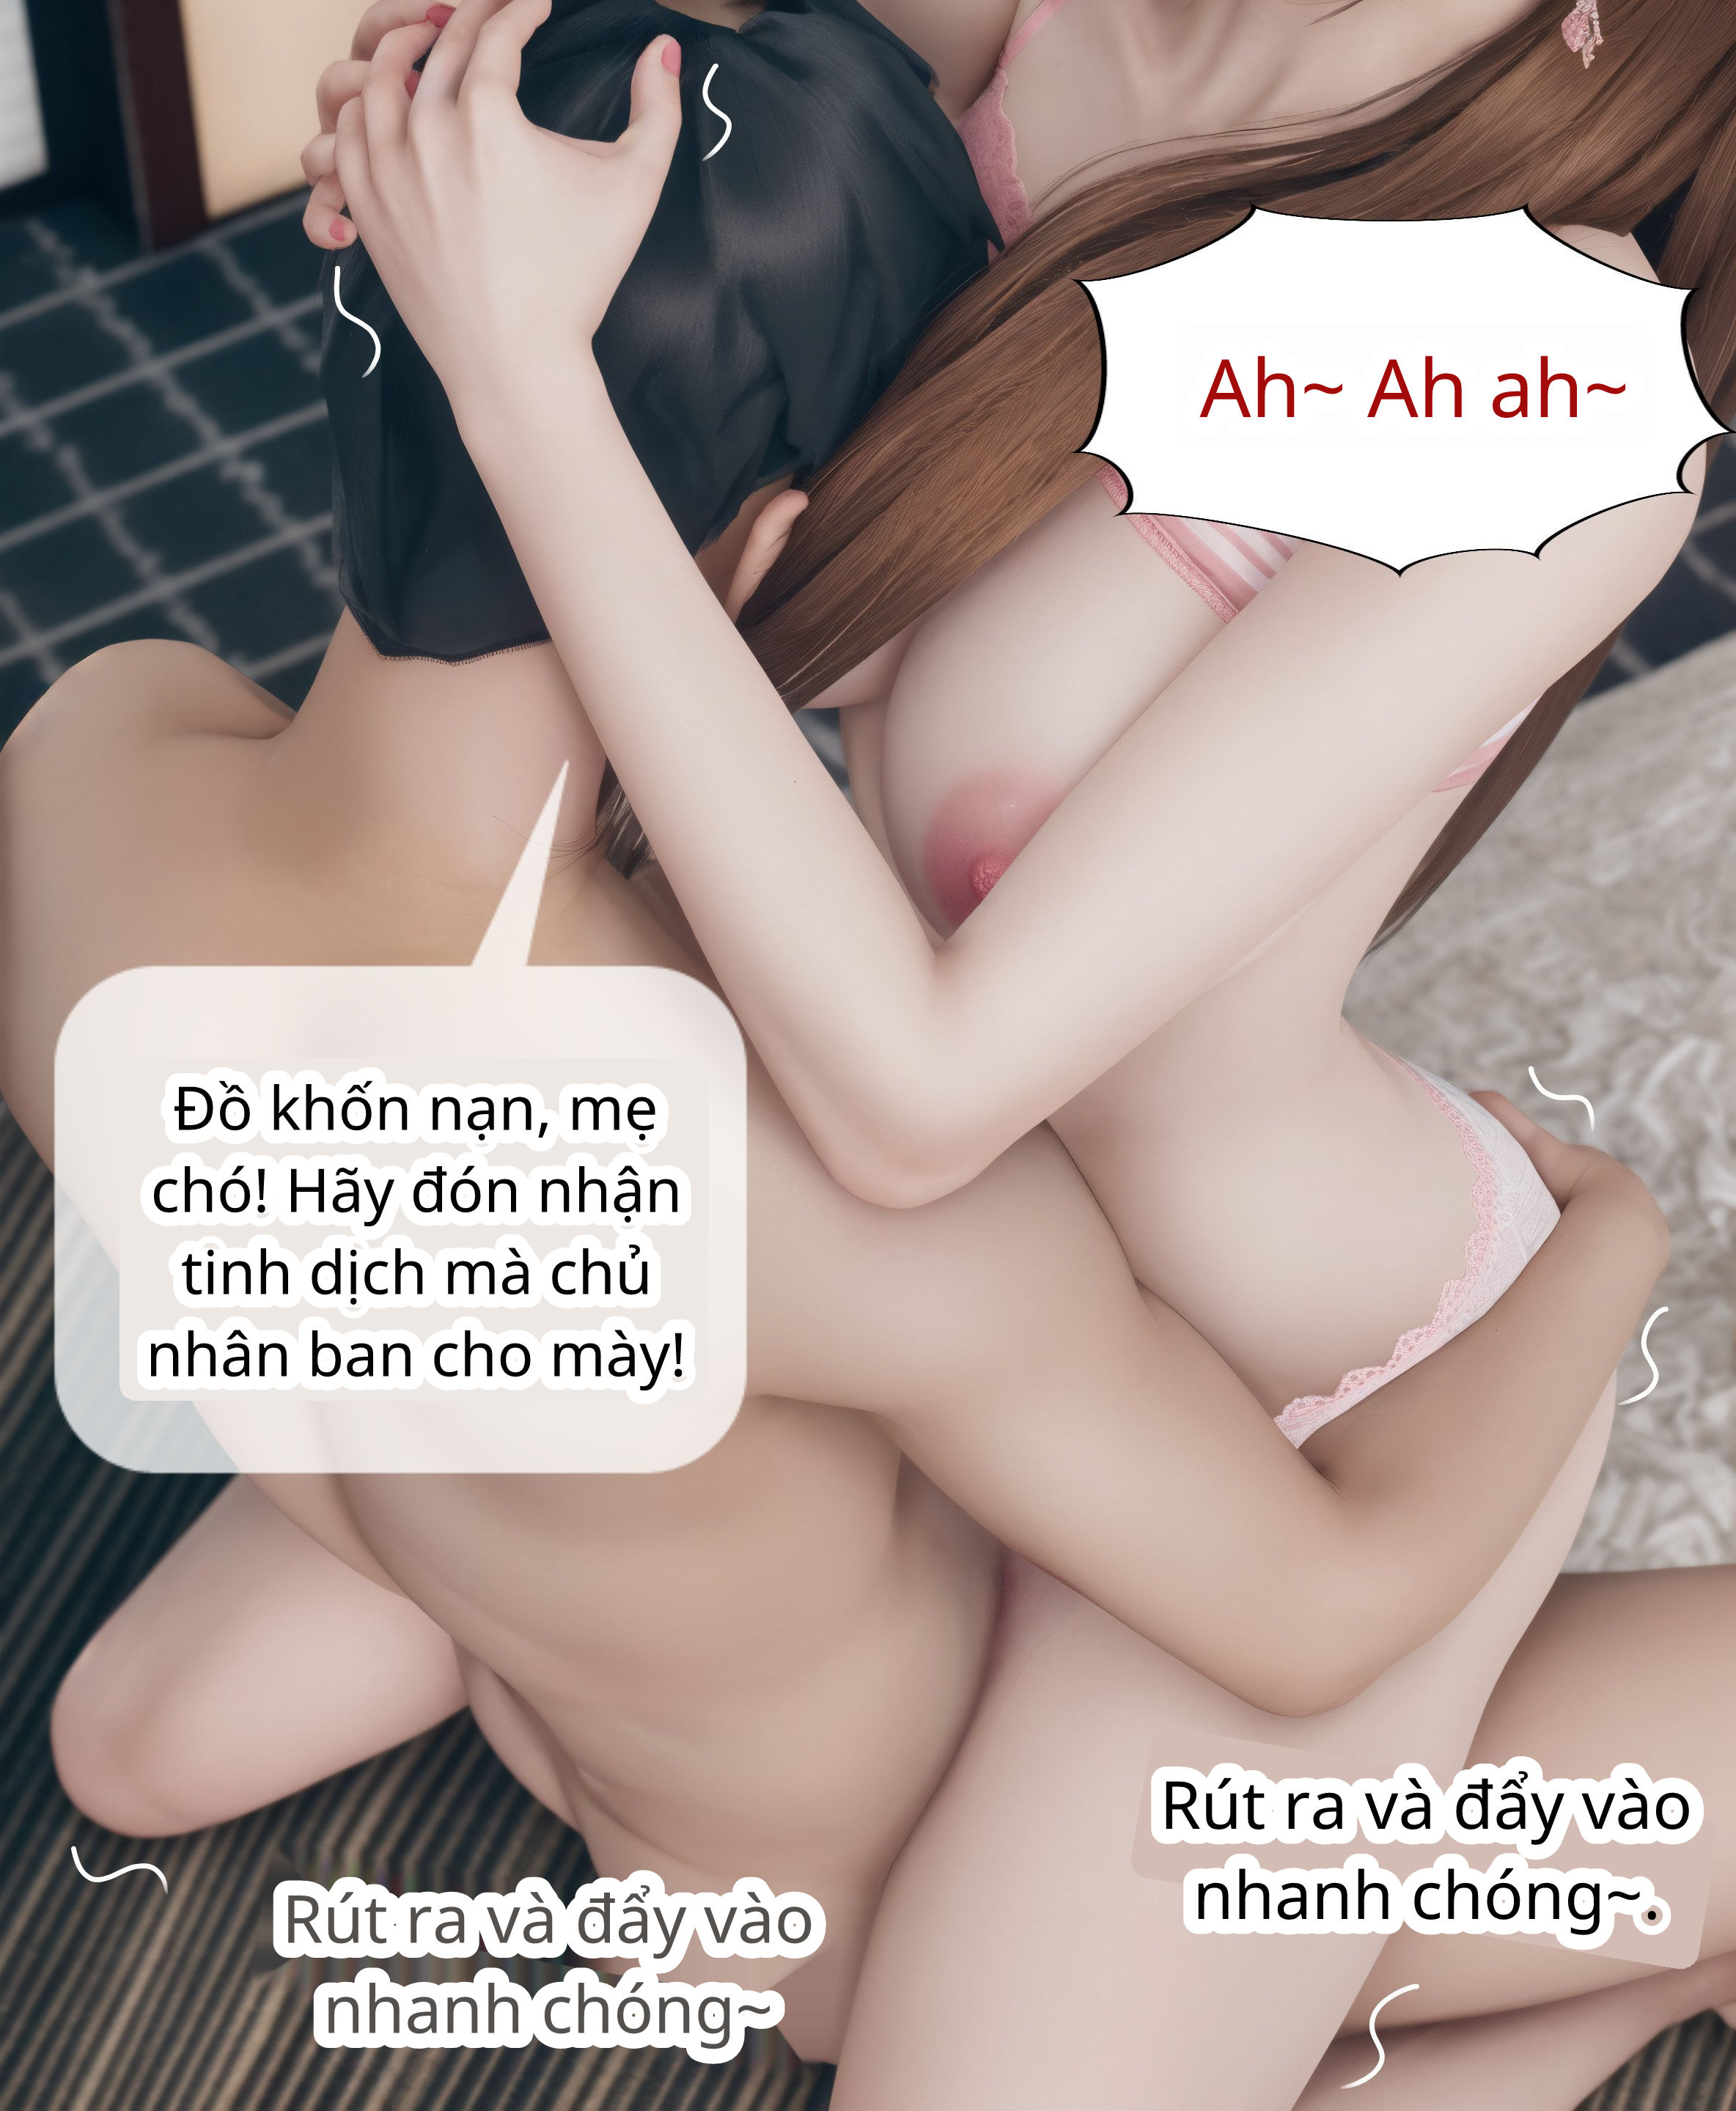 Ah~ Ah ah~
Đồ khốn nạn, mẹ
chó! Hãy đón nhận
tinh dịch mà chủ
nhân ban cho mày!
Rút ra và đẩy vào
nhanh chóng~.
Rút ra và đẩy vào
nhanh chóng~